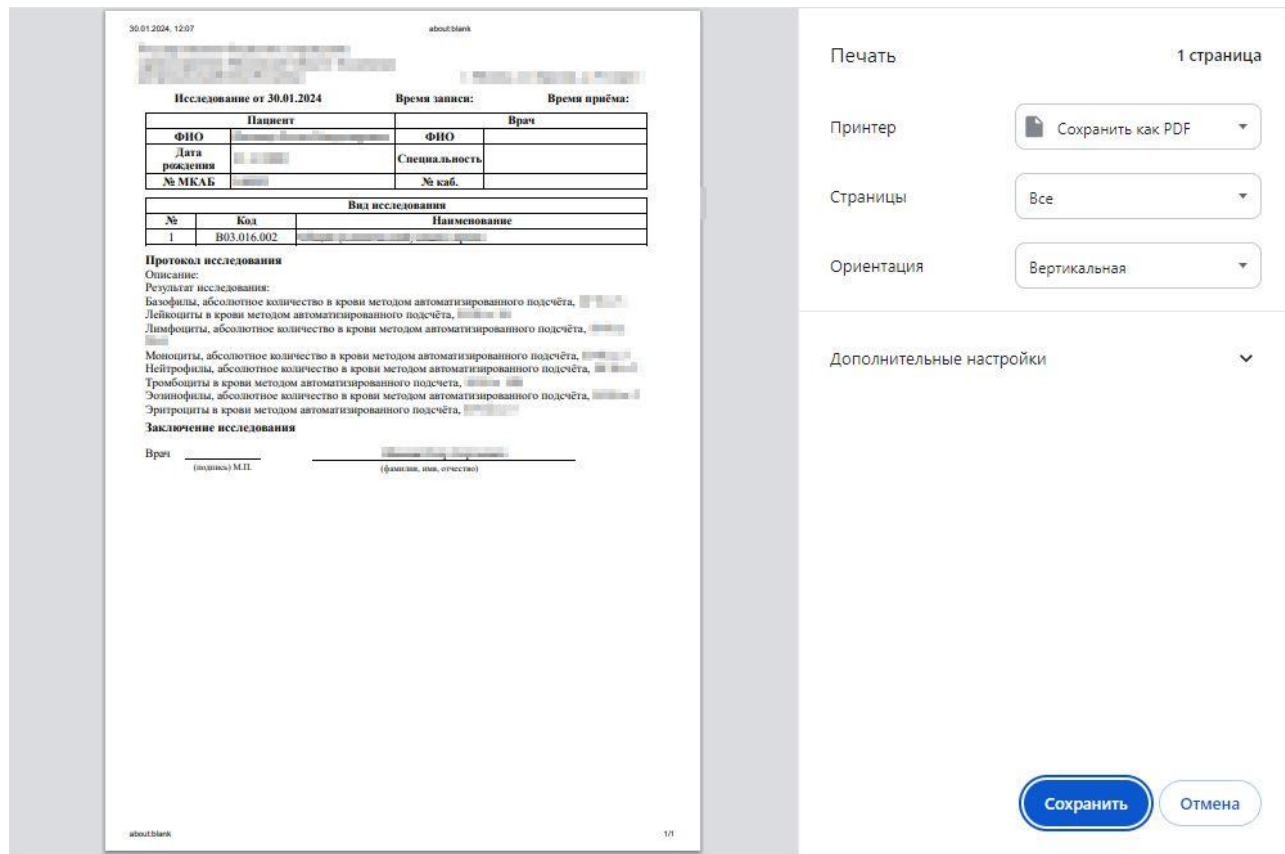 30.01.2024, 12:07 about:blank
Исследование от 30.01.2024 Время записи: Время приёма:
Пациент Врач
ФИО ФИО
Дата рождения Специальность
№ МКАБ № каб.
Вид исследования
№ Код Наименование
1 B03.016.002
Протокол исследования
Описание:
Результат исследования:
Базофилы, абсолютное количество в крови методом автоматизированного подсчёта,
Лейкоциты в крови методом автоматизированного подсчёта,
Лимфоциты, абсолютное количество в крови методом автоматизированного подсчёта,
Моноциты, абсолютное количество в крови методом автоматизированного подсчёта,
Нейтрофилы, абсолютное количество в крови методом автоматизированного подсчёта,
Тромбоциты в крови методом автоматизированного подсчета,
Эозинофилы, абсолютное количество в крови методом автоматизированного подсчёта,
Эритроциты в крови методом автоматизированного подсчёта,
Заключение исследования
Врач
(подпись) М.П. (фамилия, имя, отчество)
about:blank 1/1
Печать 1 страница
Принтер Сохранить как PDF
Страницы Все
Ориентация Вертикальная
Дополнительные настройки
Сохранить Отмена